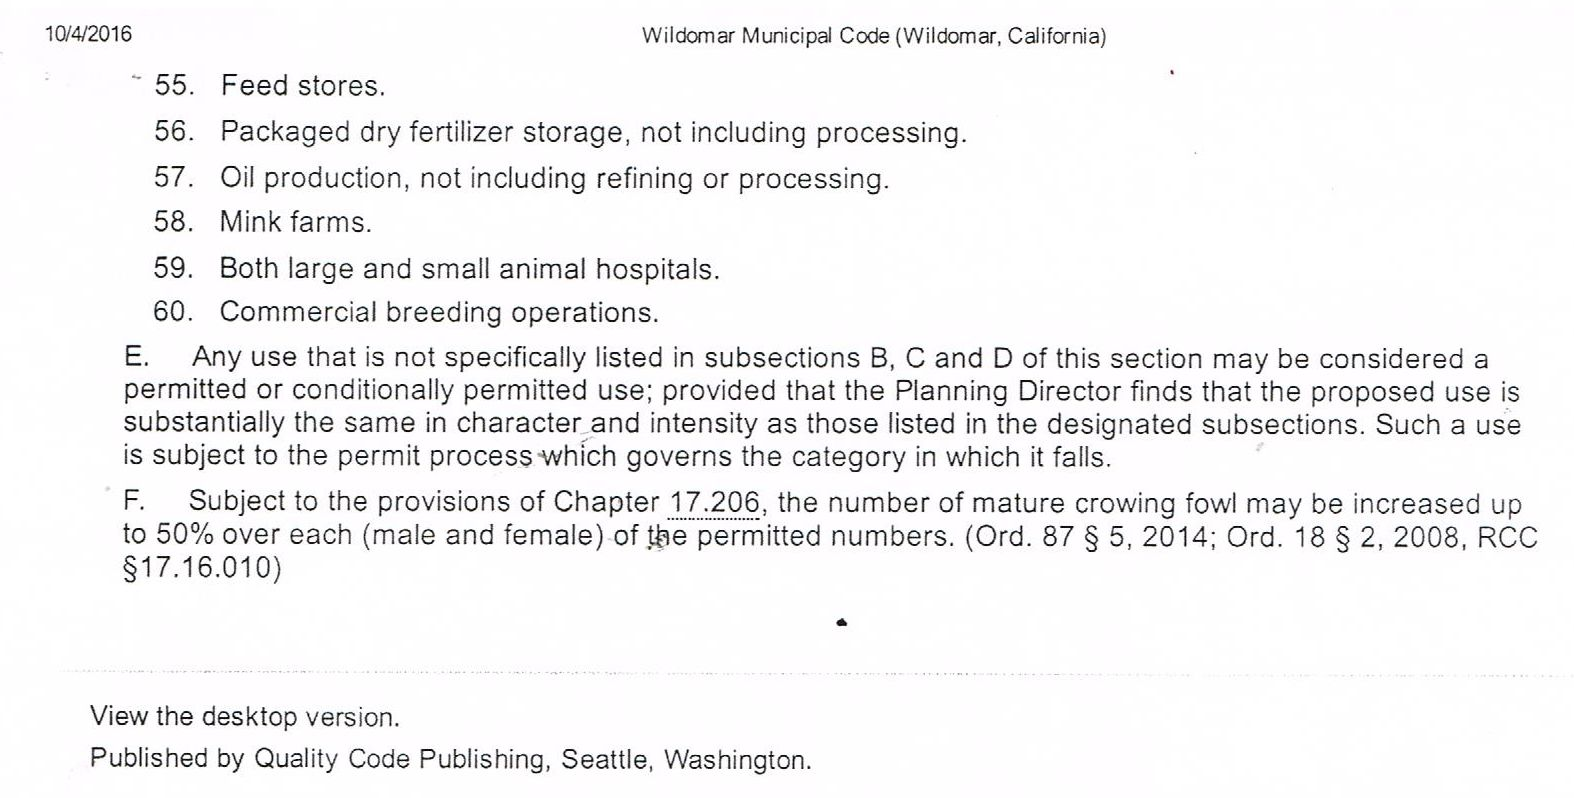 10/4/2016 Wildomar Municipal Code (Wildomar, California)
55. Feed stores.
56. Packaged dry fertilizer storage, not including processing.
57. Oil production, not including refining or processing.
58. Mink farms.
59. Both large and small animal hospitals.
60. Commercial breeding operations.
E. Any use that is not specifically listed in subsections B, C and D of this section may be considered a
permitted or conditionally permitted use; provided that the Planning Director finds that the proposed use is
substantially the same in character and intensity as those listed in the designated subsections. Such a use
is subject to the permit process which governs the category in which it falls.
F. Subject to the provisions of Chapter 17.206, the number of mature crowing fowl may be increased up
to 50% over each (male and female) of the permitted numbers. (Ord. 87 § 5, 2014; Ord. 18 § 2, 2008, RCC
§17.16.010)
View the desktop version.
Published by Quality Code Publishing, Seattle, Washington.